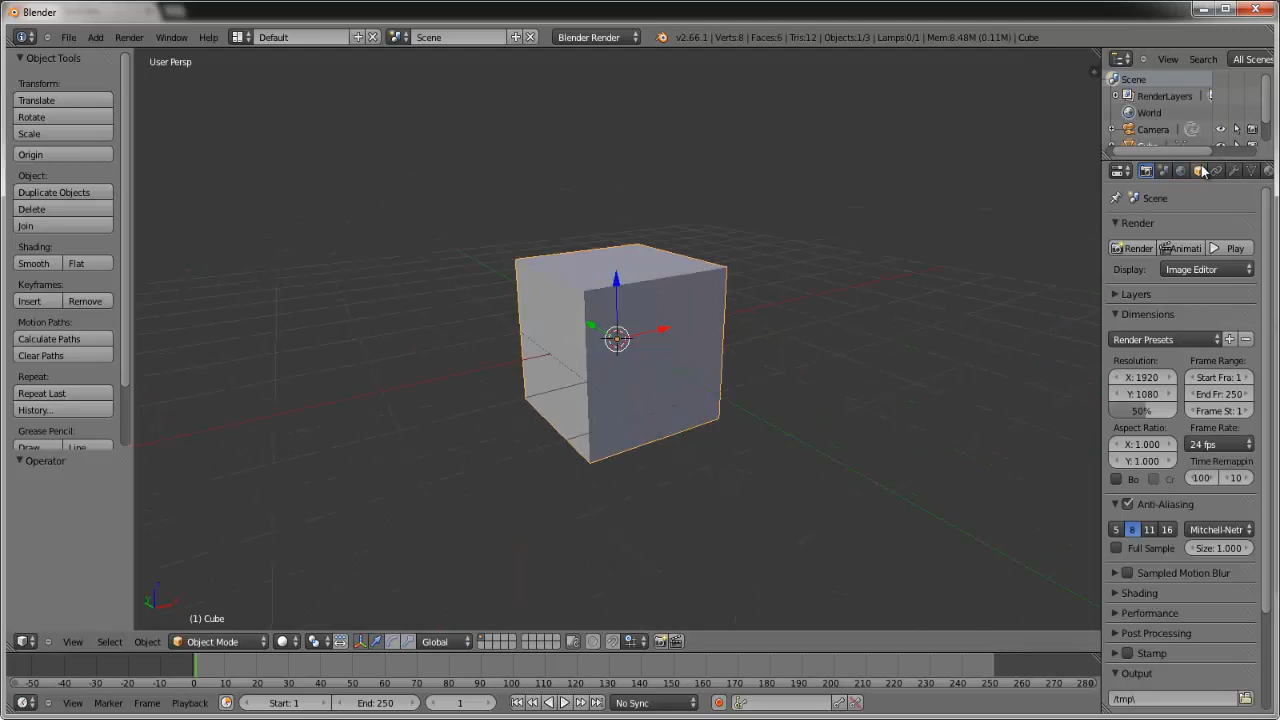 Blender
File Add Render Window Help Default Scene Blender Render v2.66.1 | Verts:8 | Faces:6 | Tris:12 | Objects:1/3 | Lamps:0/1 | Mem:8.48M (0.11M) | Cube
Object Tools
Transform:
Translate
Rotate
Scale
Origin
Object:
Duplicate Objects
Delete
Join
Shading:
Smooth Flat
Keyframes:
Insert Remove
Motion Paths:
Calculate Paths
Clear Paths
Repeat:
Repeat Last
History...
Grease Pencil:
Draw Line
Operator
User Persp
(1) Cube
View Select Object Object Mode Global
-50 -40 -30 -20 -10 0 10 20 30 40 50 60 70 80 90 100 110 120 130 140 150 160 170 180 190 200 210 220 230 240 250 260 270 280
View Marker Frame Playback Start: 1 End: 250 1 No Sync
View Search All Scenes
Scene
RenderLayers
World
Camera
Cube
Scene
Render
Render Animati Play
Display: Image Editor
Layers
Dimensions
Render Presets
Resolution: Frame Range:
X: 1920 Start Fra: 1
Y: 1080 End Fr: 250
50% Frame St: 1
Aspect Ratio: Frame Rate:
X: 1.000 24 fps
Y: 1.000 Time Remappin
Bo Cr 100 10
Anti-Aliasing
5 8 11 16 Mitchell-Netr
Full Sample Size: 1.000
Sampled Motion Blur
Shading
Performance
Post Processing
Stamp
Output
/tmp\